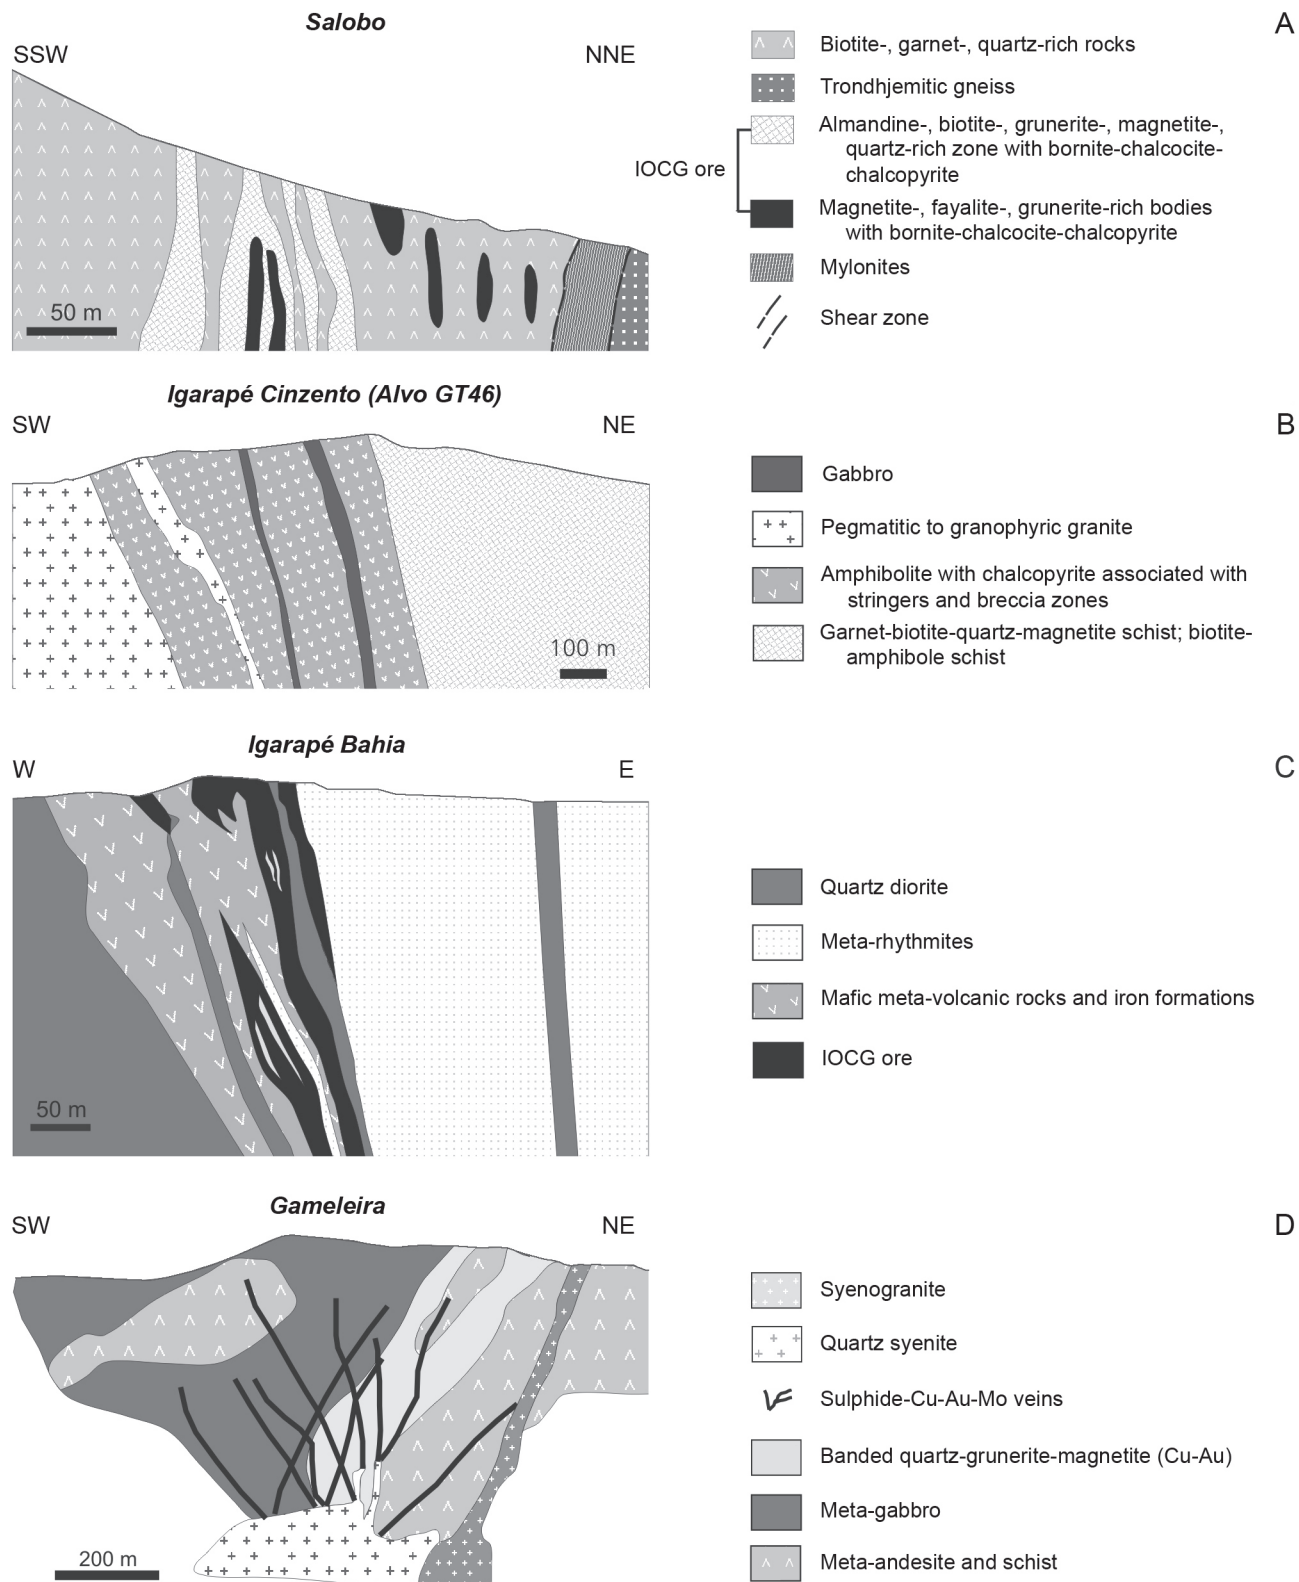 Salobo
A
SSW
NNE
50 m
Biotite-, garnet-, quartz-rich rocks
Trondhjemitic gneiss
IOCG ore
Almandine-, biotite-, grunerite-, magnetite-,
quartz-rich zone with bornite-chalcocite-
chalcopyrite
Magnetite-, fayalite-, grunerite-rich bodies
with bornite-chalcocite-chalcopyrite
Mylonites
Shear zone
Igarapé Cinzento (Alvo GT46)
B
SW
NE
100 m
Gabbro
Pegmatitic to granophyric granite
Amphibolite with chalcopyrite associated with
stringers and breccia zones
Garnet-biotite-quartz-magnetite schist; biotite-
amphibole schist
Igarapé Bahia
C
W
E
50 m
Quartz diorite
Meta-rhythmites
Mafic meta-volcanic rocks and iron formations
IOCG ore
Gameleira
D
SW
NE
200 m
Syenogranite
Quartz syenite
Sulphide-Cu-Au-Mo veins
Banded quartz-grunerite-magnetite (Cu-Au)
Meta-gabbro
Meta-andesite and schist